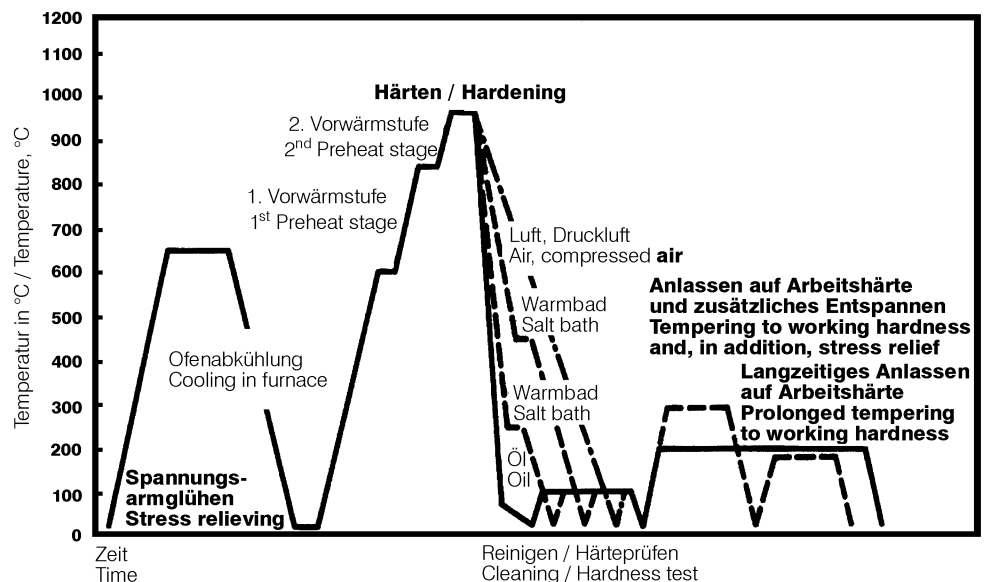 Temperatur in °C / Temperature, °C
1200
1100
1000
900
800
700
600
500
400
300
200
100
0
Härten / Hardening
2. Vorwärmstufe
2nd Preheat stage
1. Vorwärmstufe
1st Preheat stage
Luft, Druckluft
Air, compressed air
Warmbad
Salt bath
Warmbad
Salt bath
Öl
Oil
Ofenabkühlung
Cooling in furnace
Spannungs-
armglühen
Stress relieving
Anlassen auf Arbeitshärte
und zusätzliches Entspannen
Tempering to working hardness
and, in addition, stress relief
Langzeitiges Anlassen
auf Arbeitshärte
Prolonged tempering
to working hardness
Zeit
Time
Reinigen / Härteprüfen
Cleaning / Hardness test